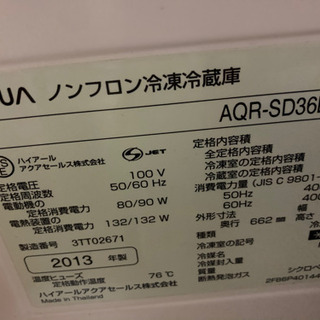 UA ノンフロン冷凍冷蔵庫
AQR-SD36
ハイアール
アクアセールス株式会社
JET
定格電圧 100 V
定格周波数 50/60 Hz
電動機の
定格消費電力 80/90 W
電熱装置の
定格消費電力 132/132 W
製造番号 3TT02671
2013 年製
温度ヒューズ
定格動作温度 76℃
ハイアールアクアセールス株式会社
Made in Thailand
定格内容積
全定格内容積
冷凍室の定格内容積
冷蔵室の定格内容積
消費電力量 (JIS C 9801-
50Hz 40
60Hz 40
外形寸法 幅
奥行 662 mm
種類 冷
冷凍室の記号
冷媒
冷媒封入量
断熱発泡ガス シクロペ
2F66P40144